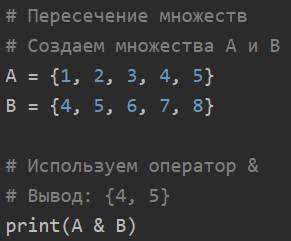 # Пересечение множеств
# Создаем множества A и B
A = {1, 2, 3, 4, 5}
B = {4, 5, 6, 7, 8}
# Используем оператор &
# Вывод: {4, 5}
print(A & B)